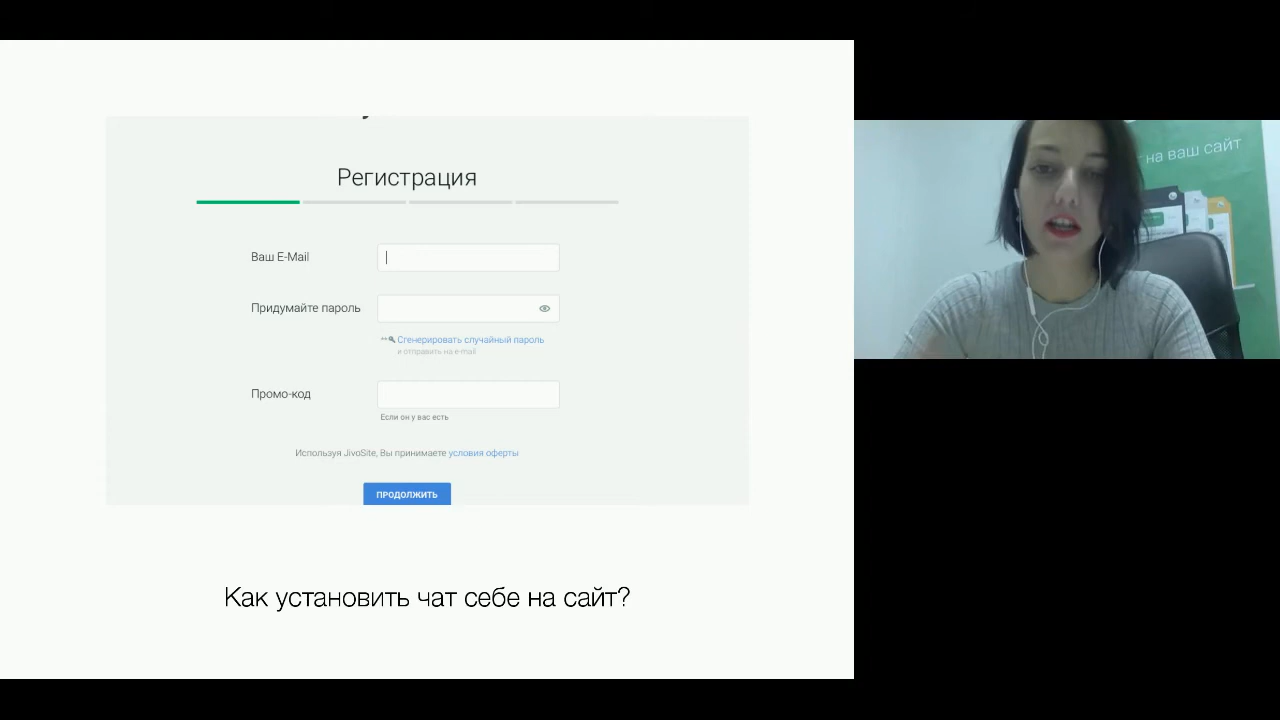 Регистрация
Ваш E-Mail
Придумайте пароль
Сгенерировать случайный пароль
и отправить на e-mail
Промо-код
Если он у вас есть
Используя JivoSite, Вы принимаете условия оферты
ПРОДОЛЖИТЬ
Как установить чат себе на сайт?
на ваш сайт